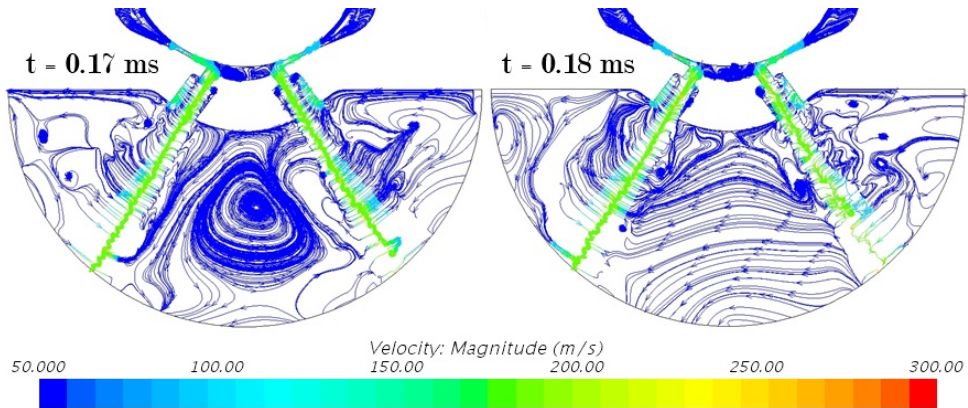 t = 0.17 ms
t = 0.18 ms
Velocity: Magnitude (m/s)
50.000 100.00 150.00 200.00 250.00 300.00